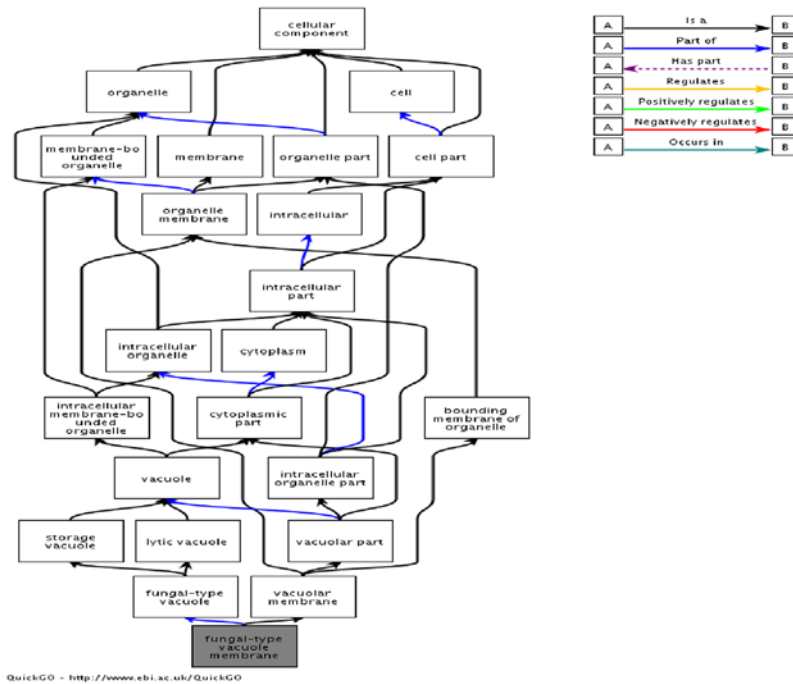 cellular
component
A Is a B
A Part of B
A Has part B
A Regulates B
A Positively regulates B
A Negatively regulates B
A Occurs in B
organelle
cell
membrane-bo
unded
organelle
membrane
organelle part
cell part
organelle
membrane
intracellular
intracellular
part
intracellular
organelle
cytoplasm
intracellular
membrane-bo
unded
organelle
cytoplasmic
part
bounding
membrane of
organelle
vacuole
intracellular
organelle part
storage
vacuole
lytic vacuole
vacuolar part
fungal-type
vacuole
vacuolar
membrane
fungal-type
vacuole
membrane
QuickGO - http://www.ebi.ac.uk/QuickGO